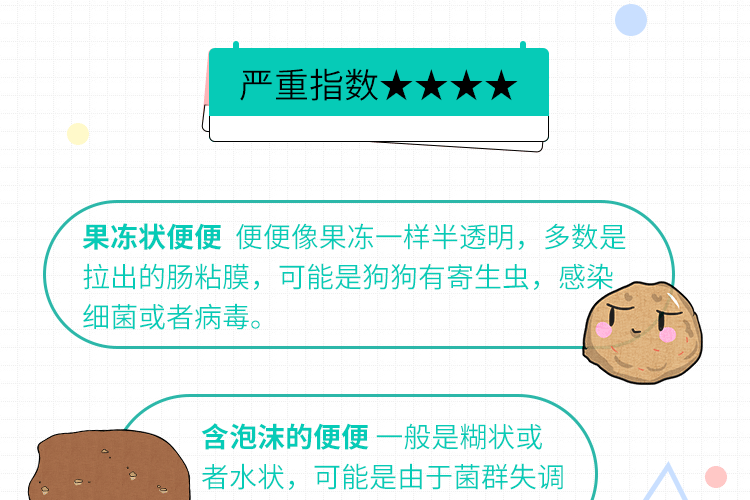 严重指数★★★★
果冻状便便 便便像果冻一样半透明，多数是
拉出的肠粘膜，可能是狗狗有寄生虫，感染
细菌或者病毒。
含泡沫的便便 一般是糊状或
者水状，可能是由于菌群失调